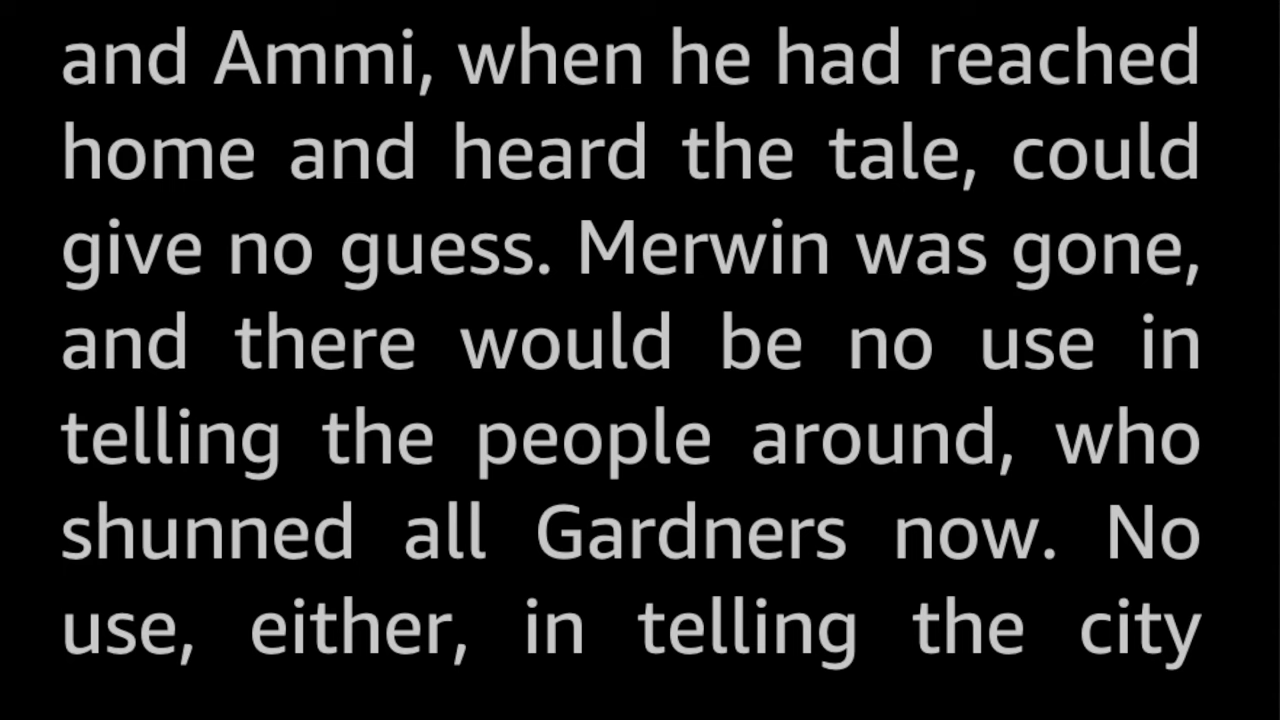 and Ammi, when he had reached
home and heard the tale, could
give no guess. Merwin was gone,
and there would be no use in
telling the people around, who
shunned all Gardners now. No
use, either, in telling the city